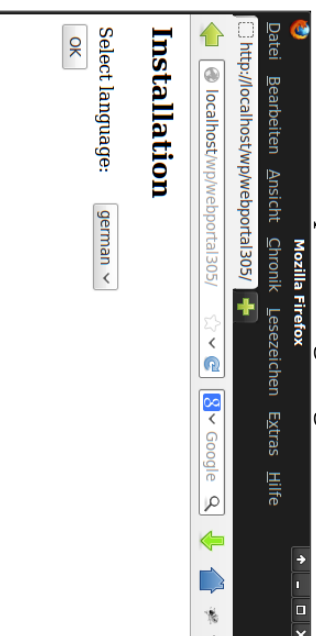 Mozilla Firefox
Datei Bearbeiten Ansicht Chronik Lesezeichen Extras Hilfe
http://localhost/wp/webportal305/
localhost/wp/webportal305/ Google
Installation
Select language: german
OK